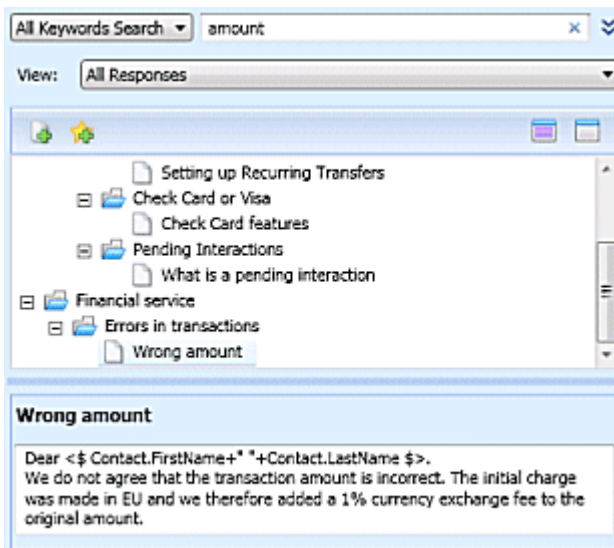 All Keywords Search amount
View: All Responses
Setting up Recurring Transfers
Check Card or Visa
Check Card features
Pending Interactions
What is a pending interaction
Financial service
Errors in transactions
Wrong amount
Wrong amount
Dear <$ Contact.FirstName+" "+Contact.LastName $>.
We do not agree that the transaction amount is incorrect. The initial charge
was made in EU and we therefore added a 1% currency exchange fee to the
original amount.